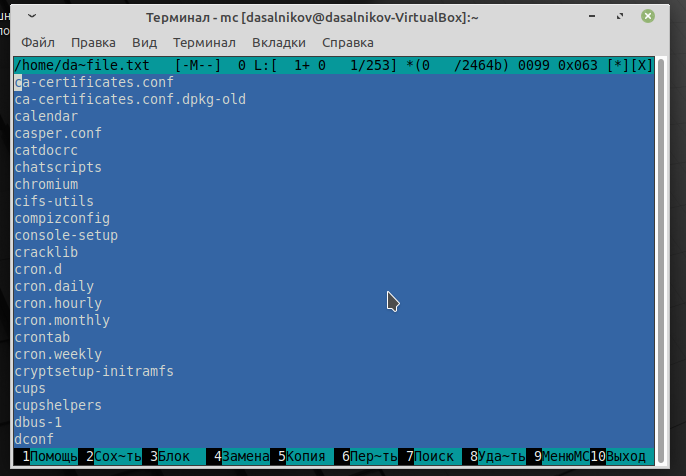 Терминал - mc [dasalnikov@dasalnikov-VirtualBox]:~
Файл Правка Вид Терминал Вкладки Справка
/home/da~file.txt [-M--] 0 L:[ 1+ 0 1/253] *(0 /2464b) 0099 0x063 [*][X]
ca-certificates.conf
ca-certificates.conf.dpkg-old
calendar
casper.conf
catdocrc
chatscripts
chromium
cifs-utils
compizconfig
console-setup
cracklib
cron.d
cron.daily
cron.hourly
cron.monthly
crontab
cron.weekly
cryptsetup-initramfs
cups
cupshelpers
dbus-1
dconf
1Помощь 2Сох~ть 3Блок 4Замена 5Копия 6Пер~ть 7Поиск 8Уда~ть 9МенюMC 10Выход